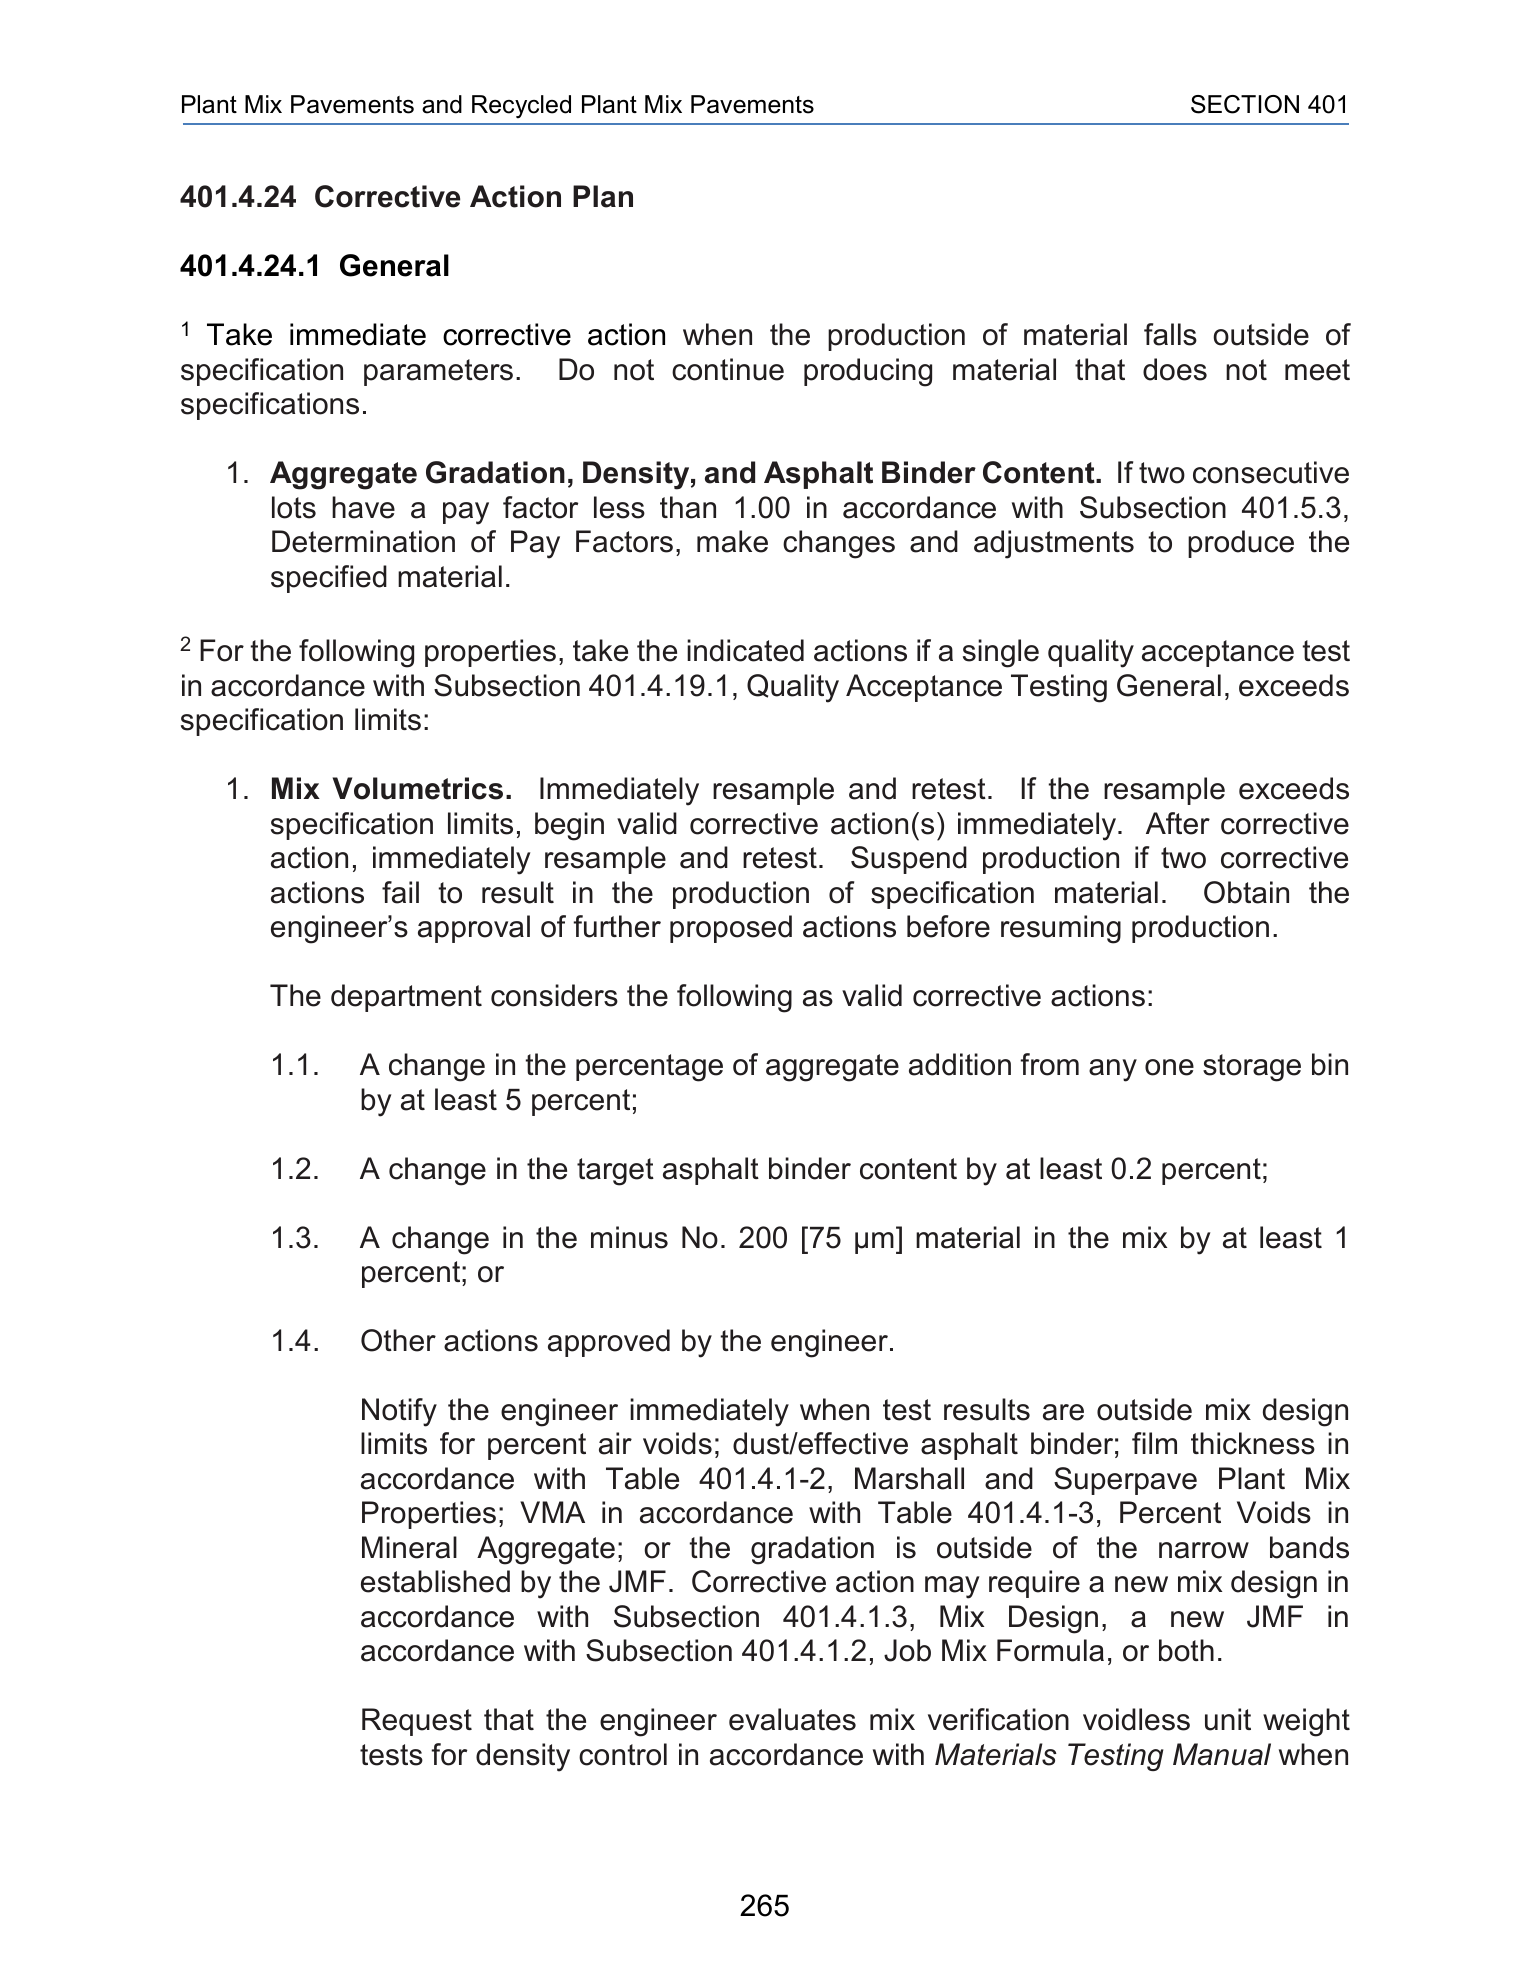 Plant Mix Pavements and Recycled Plant Mix Pavements SECTION 401
401.4.24 Corrective Action Plan
401.4.24.1 General
1 Take immediate corrective action when the production of material falls outside of
specification parameters. Do not continue producing material that does not meet
specifications.
1. Aggregate Gradation, Density, and Asphalt Binder Content. If two consecutive
lots have a pay factor less than 1.00 in accordance with Subsection 401.5.3,
Determination of Pay Factors, make changes and adjustments to produce the
specified material.
2 For the following properties, take the indicated actions if a single quality acceptance test
in accordance with Subsection 401.4.19.1, Quality Acceptance Testing General, exceeds
specification limits:
1. Mix Volumetrics. Immediately resample and retest. If the resample exceeds
specification limits, begin valid corrective action(s) immediately. After corrective
action, immediately resample and retest. Suspend production if two corrective
actions fail to result in the production of specification material. Obtain the
engineer’s approval of further proposed actions before resuming production.
The department considers the following as valid corrective actions:
1.1. A change in the percentage of aggregate addition from any one storage bin
by at least 5 percent;
1.2. A change in the target asphalt binder content by at least 0.2 percent;
1.3. A change in the minus No. 200 [75 µm] material in the mix by at least 1
percent; or
1.4. Other actions approved by the engineer.
Notify the engineer immediately when test results are outside mix design
limits for percent air voids; dust/effective asphalt binder; film thickness in
accordance with Table 401.4.1-2, Marshall and Superpave Plant Mix
Properties; VMA in accordance with Table 401.4.1-3, Percent Voids in
Mineral Aggregate; or the gradation is outside of the narrow bands
established by the JMF. Corrective action may require a new mix design in
accordance with Subsection 401.4.1.3, Mix Design, a new JMF in
accordance with Subsection 401.4.1.2, Job Mix Formula, or both.
Request that the engineer evaluates mix verification voidless unit weight
tests for density control in accordance with Materials Testing Manual when
265